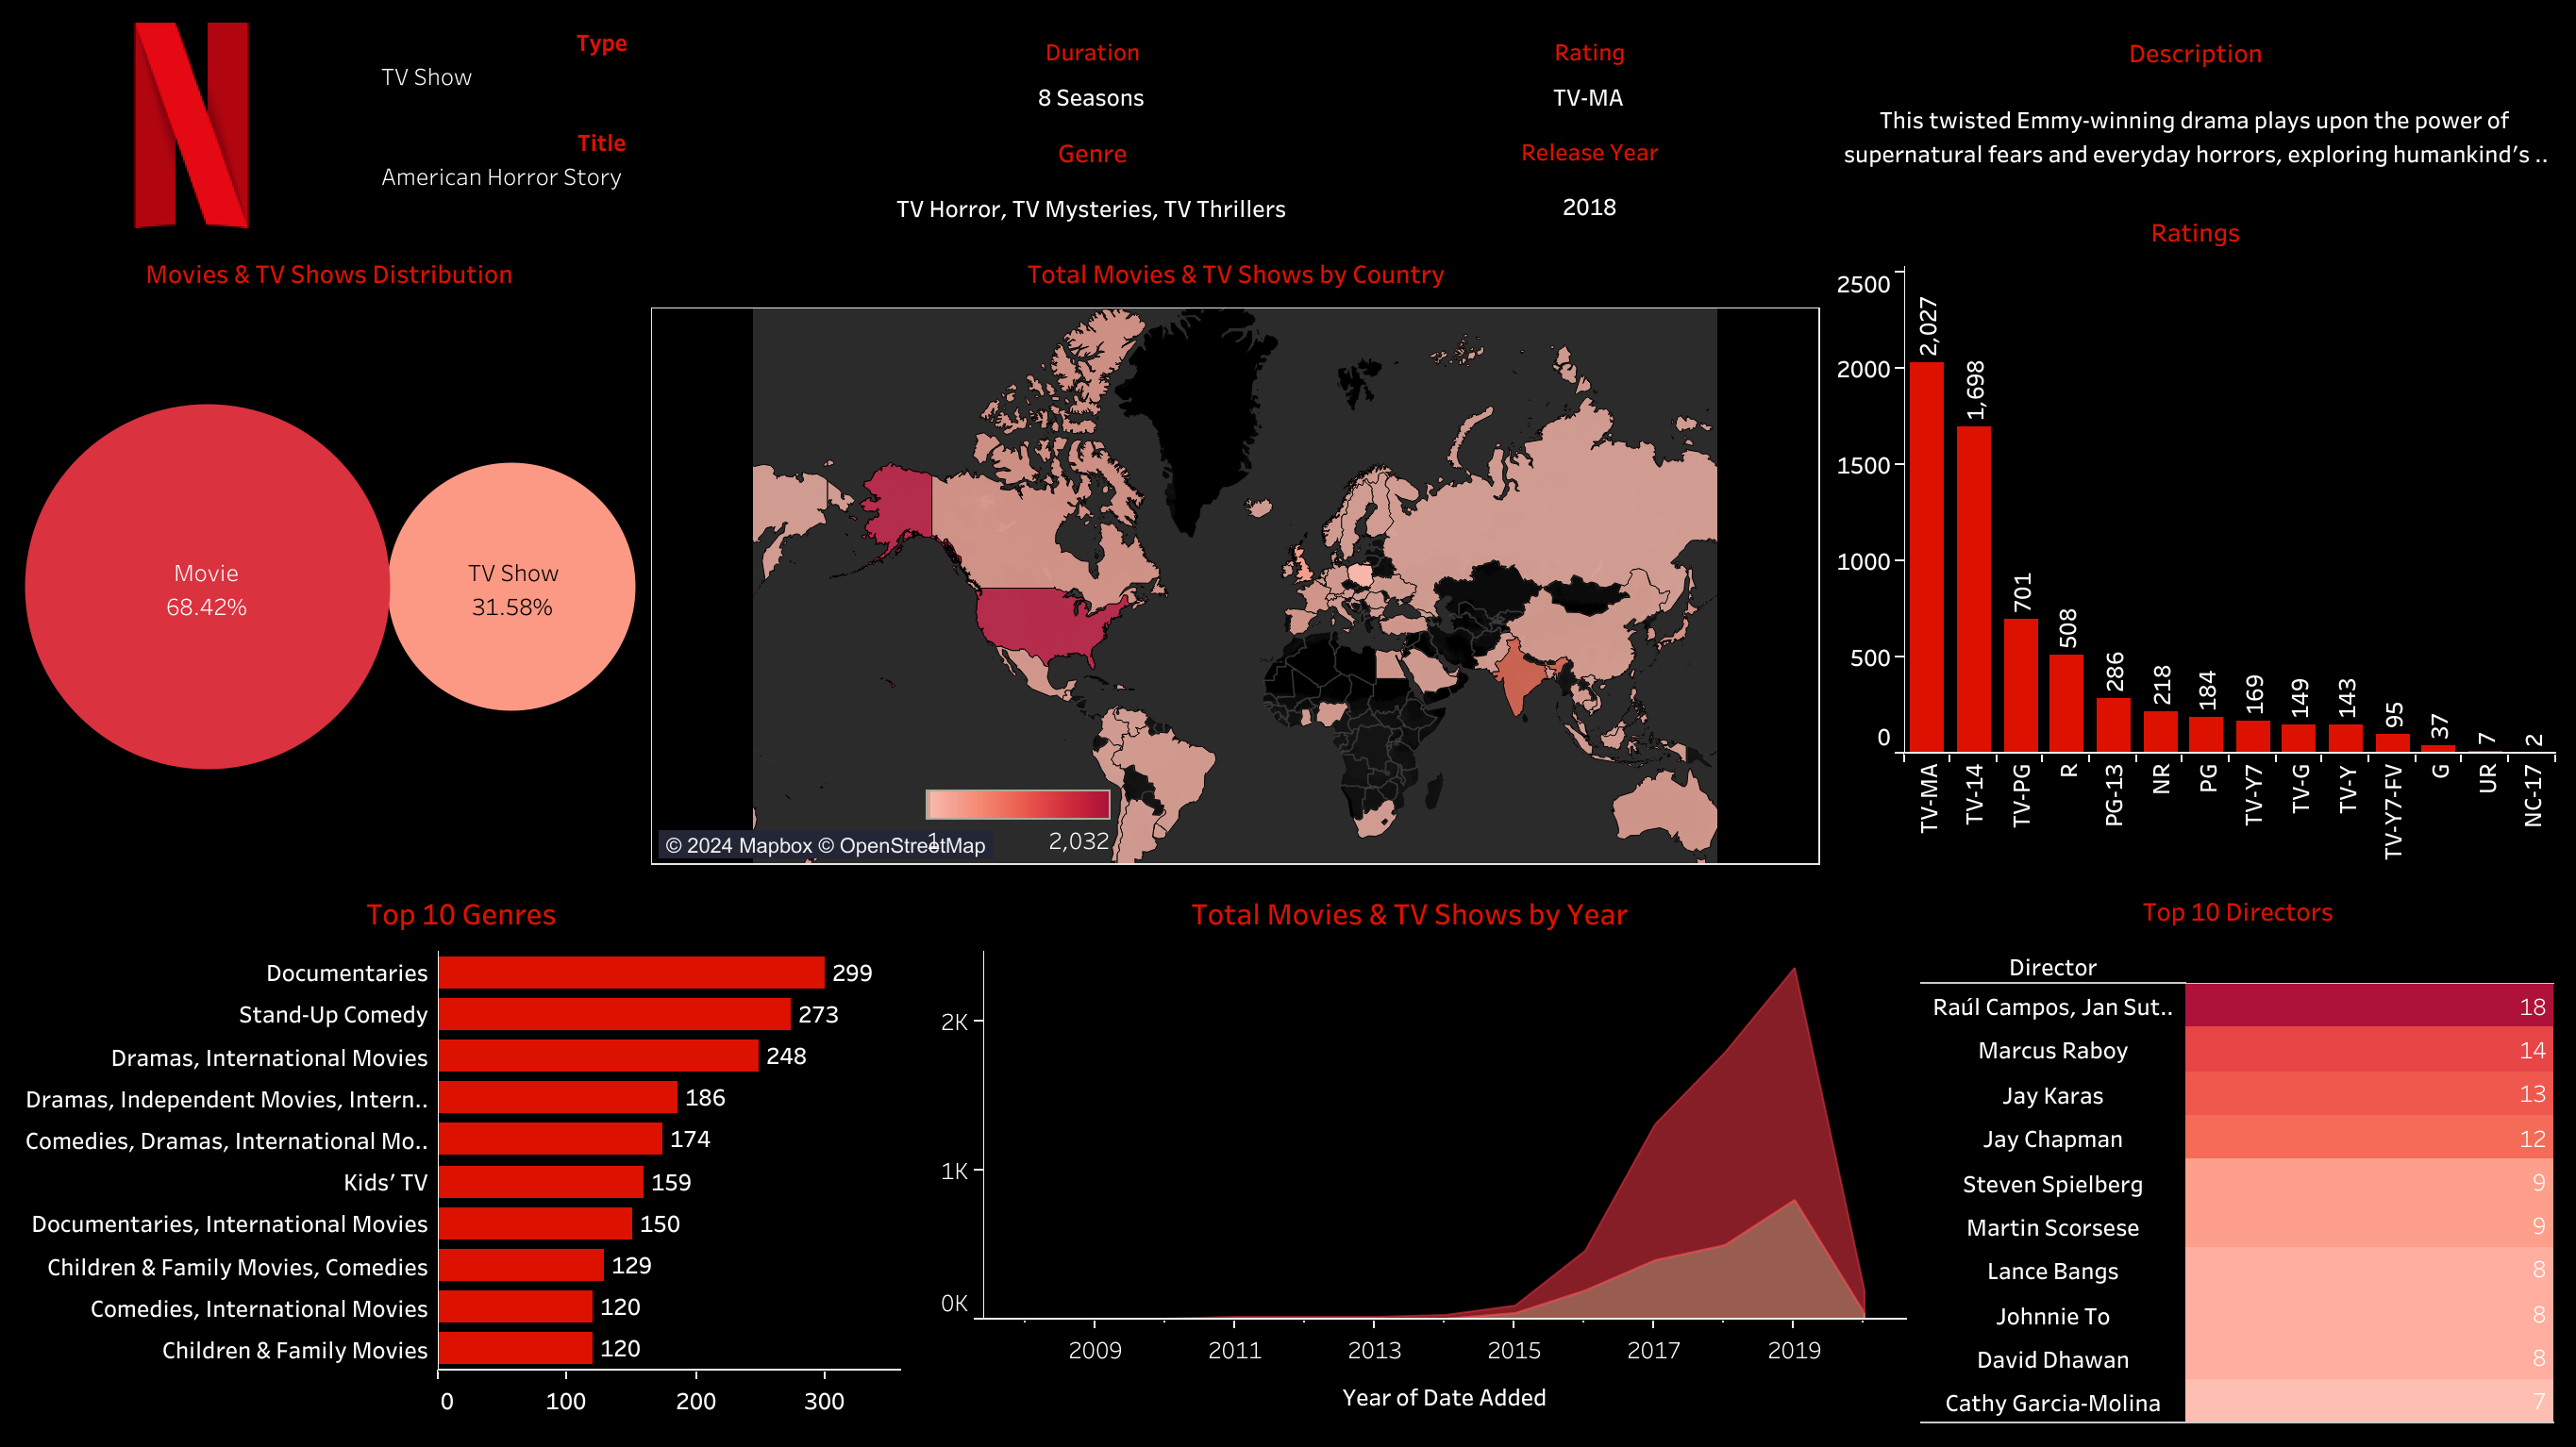 Type
TV Show
Title
American Horror Story
Duration
8 Seasons
Genre
TV Horror, TV Mysteries, TV Thrillers
Rating
TV-MA
Release Year
2018
Description
This twisted Emmy-winning drama plays upon the power of
supernatural fears and everyday horrors, exploring humankind’s ..
Movies & TV Shows Distribution
Movie
68.42%
TV Show
31.58%
Total Movies & TV Shows by Country
1
2,032
© 2024 Mapbox © OpenStreetMap
Ratings
2500
2000
1500
1000
500
0
2,027
1,698
701
508
286
218
184
169
149
143
95
37
7
2
TV-MA
TV-14
TV-PG
R
PG-13
NR
PG
TV-Y7
TV-G
TV-Y
TV-Y7-FV
G
UR
NC-17
Top 10 Genres
Documentaries 299
Stand-Up Comedy 273
Dramas, International Movies 248
Dramas, Independent Movies, Intern.. 186
Comedies, Dramas, International Mo.. 174
Kids’ TV 159
Documentaries, International Movies 150
Children & Family Movies, Comedies 129
Comedies, International Movies 120
Children & Family Movies 120
0 100 200 300
Total Movies & TV Shows by Year
2K
1K
0K
2009 2011 2013 2015 2017 2019
Year of Date Added
Top 10 Directors
Director
Raúl Campos, Jan Sut.. 18
Marcus Raboy 14
Jay Karas 13
Jay Chapman 12
Steven Spielberg 9
Martin Scorsese 9
Lance Bangs 8
Johnnie To 8
David Dhawan 8
Cathy Garcia-Molina 7